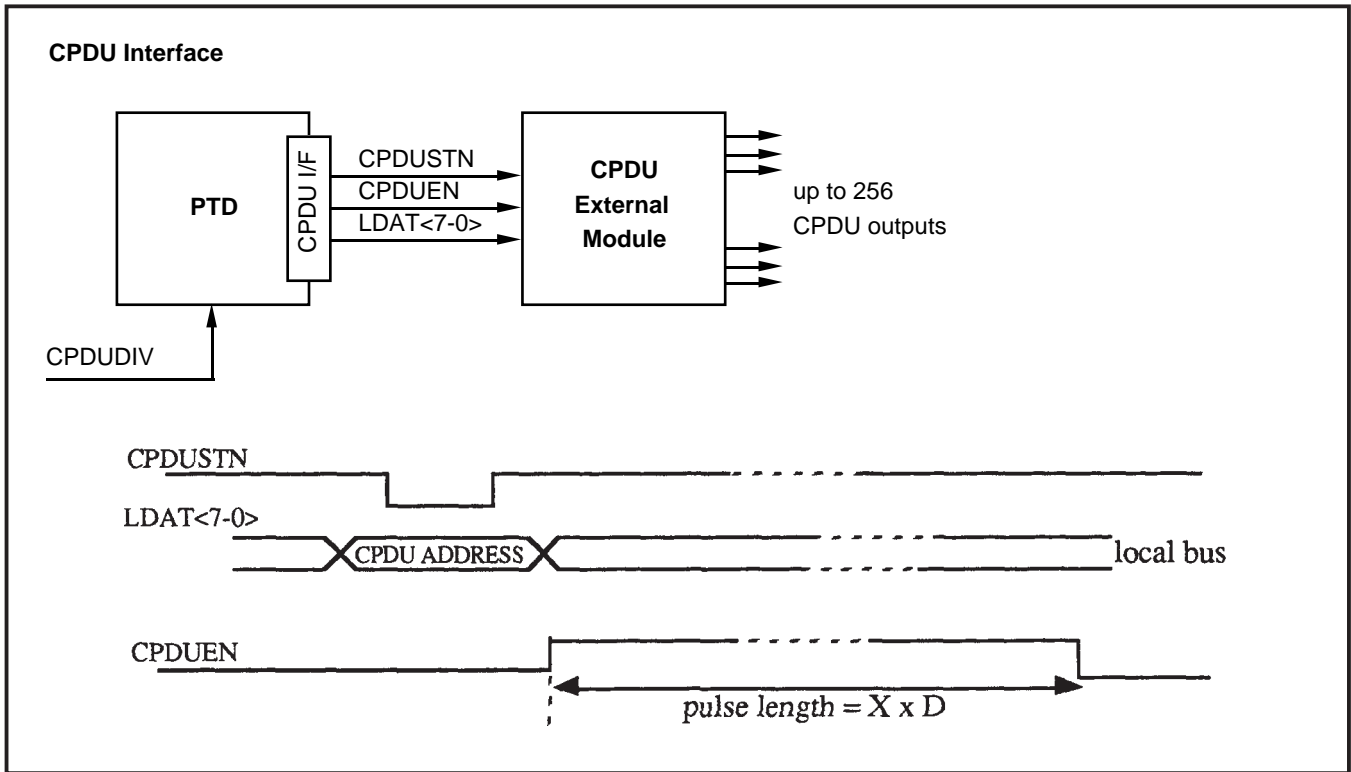 CPDU Interface
PTD
CPDU I/F
CPDUSTN
CPDUEN
LDAT<7-0>
CPDU
External
Module
up to 256
CPDU outputs
CPDUDIV
CPDUSTN
LDAT<7-0>
CPDU ADDRESS
local bus
CPDUEN
pulse length = X x D